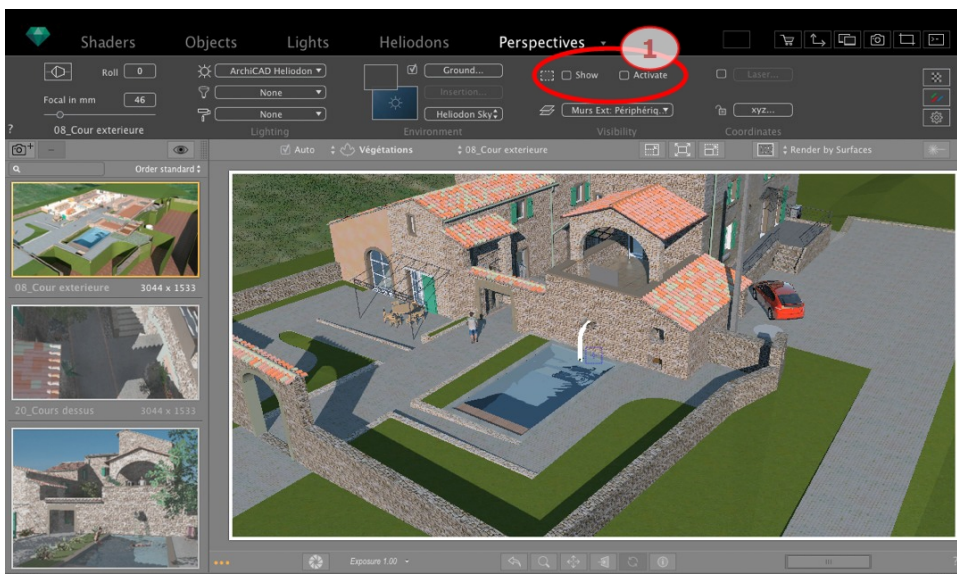 Shaders Objects Lights Heliodons Perspectives
1
Roll 0 ArchiCAD Heliodon Ground... Show Activate Laser...
Focal in mm 46 None Insertion...
None Heliodon Sky Murs Ext: Périphériq. xyz...
? 08_Cour exterieure Lighting Environment Visibility Coordinates
Auto Végétations 08_Cour exterieure Render by Surfaces
Order standard
08_Cour exterieure 3044 x 1533
20_Cours dessus 3044 x 1533
Exposure 1.00